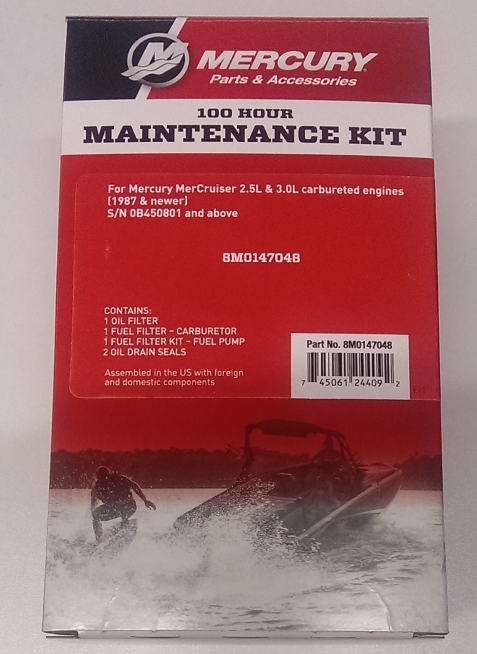 MERCURY
Parts & Accessories
100 HOUR
MAINTENANCE KIT
For Mercury MerCruiser 2.5L & 3.0L carbureted engines
(1987 & newer)
S/N 0B450801 and above
8M0147048
CONTAINS:
1 OIL FILTER
1 FUEL FILTER – CARBURETOR
1 FUEL FILTER KIT – FUEL PUMP
2 OIL DRAIN SEALS
Assembled in the US with foreign
and domestic components
Part No. 8M0147048
7 45061 24409 2